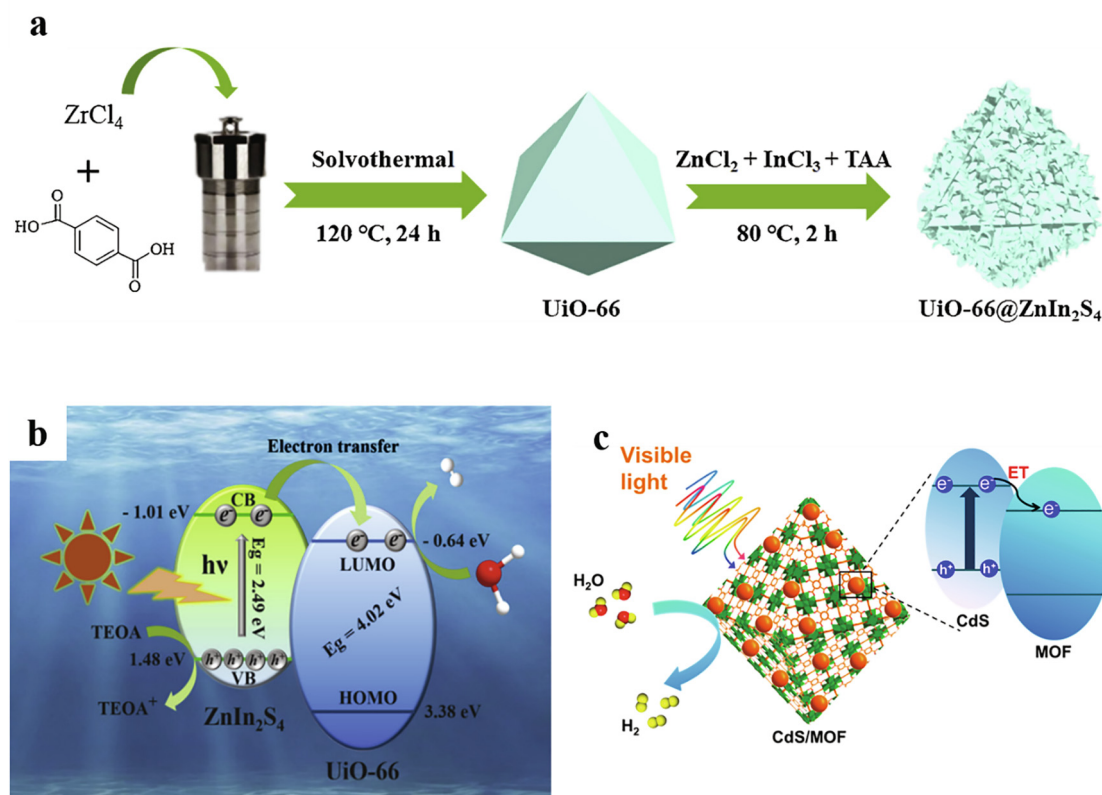 a
ZrCl₄
+
HO
O
OH
O
Solvothermal
120 °C, 24 h
UiO-66
ZnCl₂ + InCl₃ + TAA
80 °C, 2 h
UiO-66@ZnIn₂S₄
b
Electron transfer
CB
- 1.01 eV
e⁻ e⁻
hν
Eg = 2.49 eV
TEOA
1.48 eV
h⁺ h⁺ h⁺ h⁺
VB
TEOA⁺
ZnIn₂S₄
e⁻ e⁻
- 0.64 eV
LUMO
Eg = 4.02 eV
HOMO
3.38 eV
UiO-66
c
Visible
light
H₂O
H₂
CdS/MOF
ET
e⁻ e⁻
e⁻
h⁺ h⁺
CdS
MOF